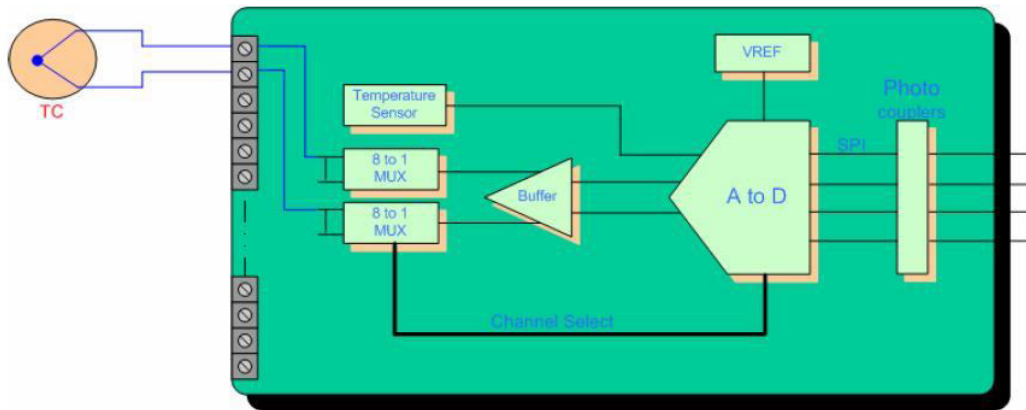 TC
Temperature
Sensor
8 to 1
MUX
8 to 1
MUX
Buffer
VREF
A to D
SPI
Photo
couplers
Channel Select